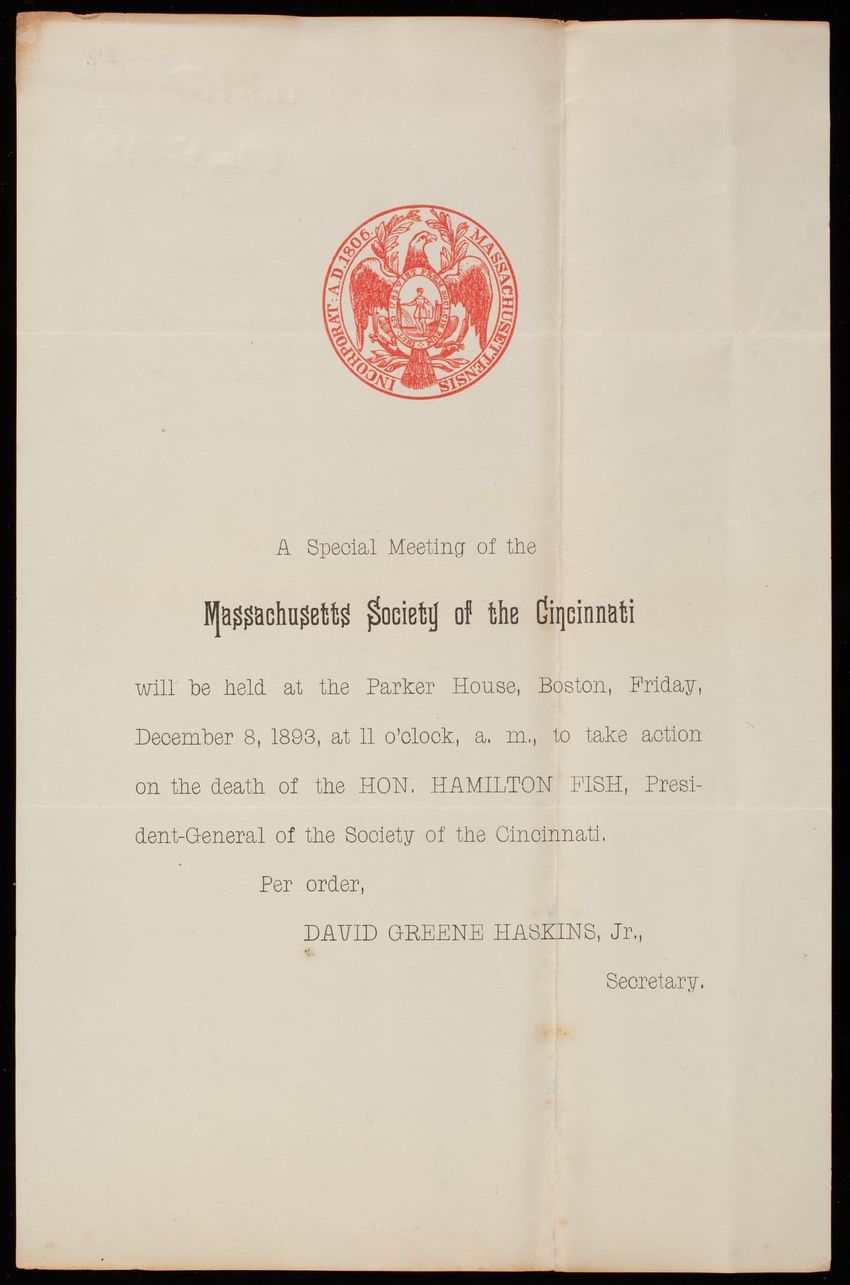 INCORPORAT: A.D. 1806. MASSACHUSETTENSIS
A Special Meeting of the
Massachusetts Society of the Cincinnati
will be held at the Parker House, Boston, Friday,
December 8, 1893, at 11 o'clock, a. m., to take action
on the death of the HON. HAMILTON FISH, Presi-
dent-General of the Society of the Cincinnati.
Per order,
DAVID GREENE HASKINS, Jr.,
Secretary.